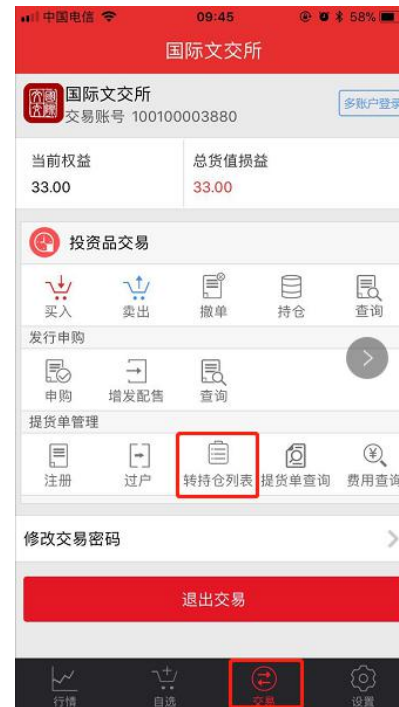 中国电信 09:45 58%
国际文交所
国际文交所
交易账号 100100003880
多账户登录
当前权益 总货值损益
33.00 33.00
投资品交易
买入 卖出 撤单 持仓 查询
发行申购
申购 增发配售 查询
提货单管理
注册 过户 转持仓列表 提货单查询 费用查询
修改交易密码
退出交易
行情 自选 交易 设置